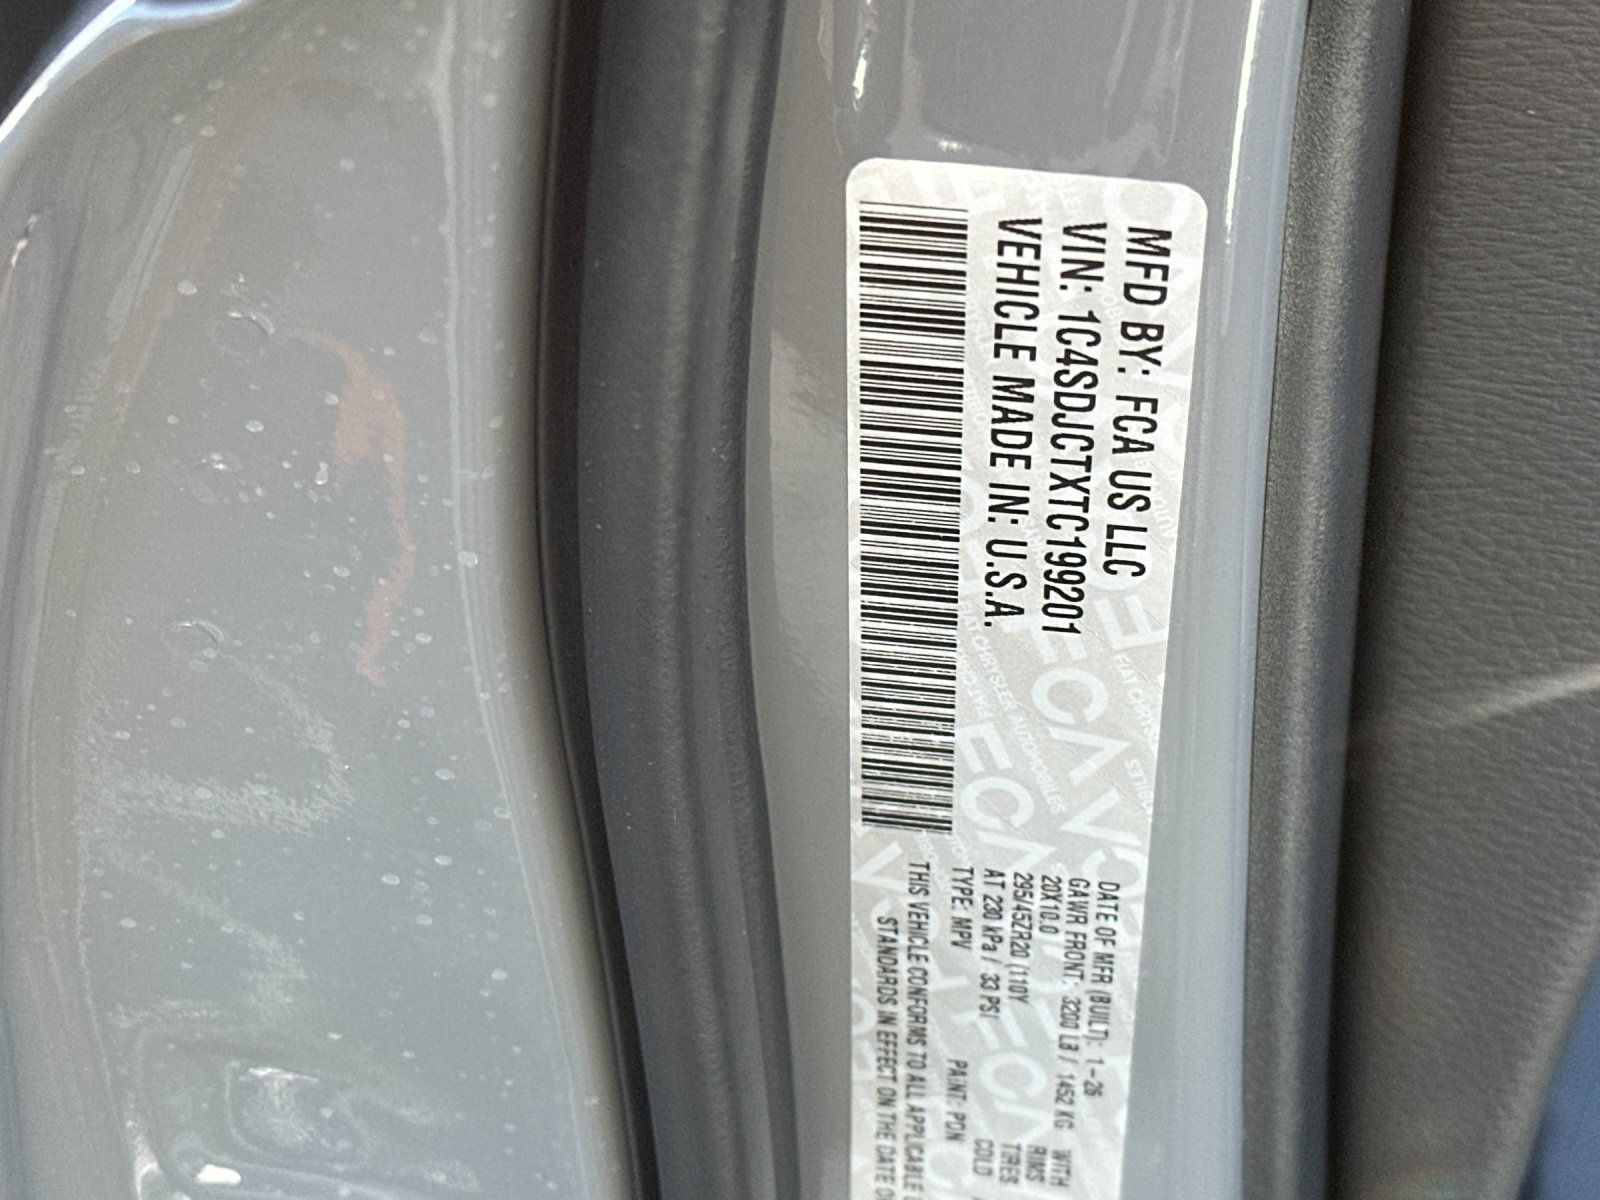 MFD BY: FCA US LLC
VIN: 1C4SDJCTXTC199201
VEHICLE MADE IN: U.S.A.
DATE OF MFR (BUILT): 1-26
GAWR FRONT: 3200 LB / 1452 KG WITH
20X10.0 RIMS
295/45ZR20 (110Y TIRES
AT 230 kPa / 33 PSI COLD
TYPE: MPV PAINT: PDN
THIS VEHICLE CONFORMS TO ALL APPLICABLE
STANDARDS IN EFFECT ON THE DATE